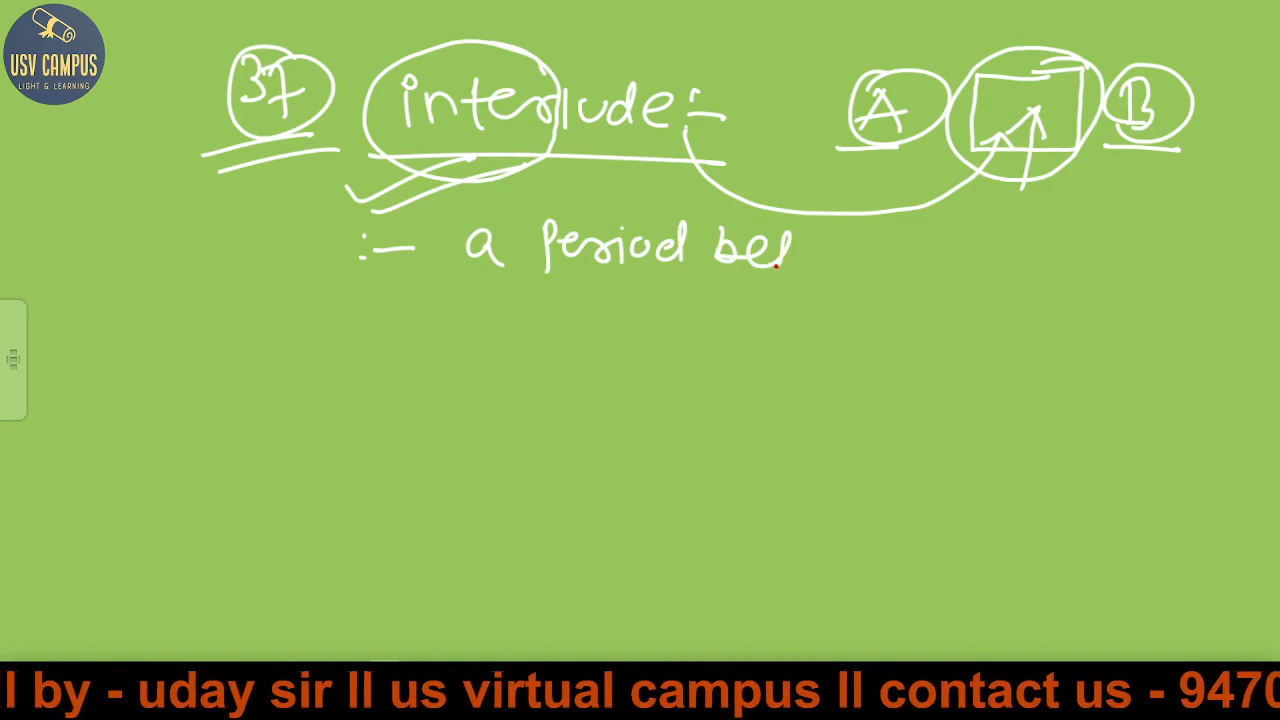 USV CAMPUS
LIGHT & LEARNING
37 interlude :- A B
:- a period bet
l by - uday sir ll us virtual campus ll contact us - 9470